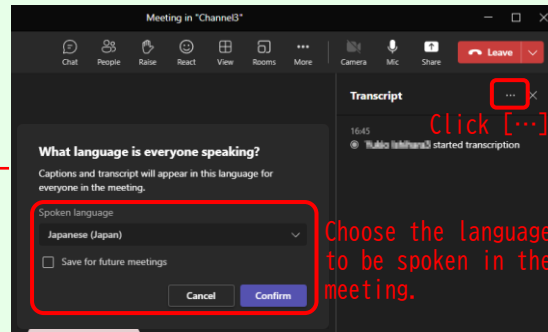 Meeting in "Channel3"
Chat People Raise React View Rooms More Camera Mic Share Leave
Transcript
Click […]
16:45
started transcription
What language is everyone speaking?
Captions and transcript will appear in this language for
everyone in the meeting.
Spoken language
Japanese (Japan)
Save for future meetings
Cancel Confirm
Choose the language
to be spoken in the
meeting.